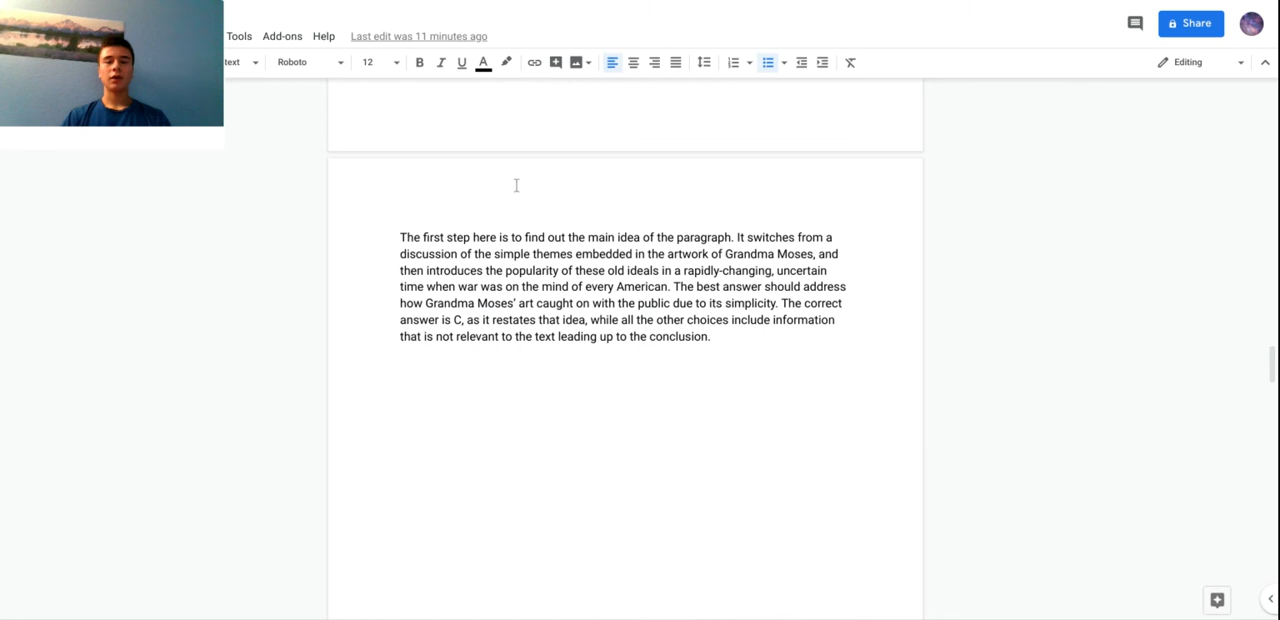 Tools Add-ons Help Last edit was 11 minutes ago
Share
text Roboto 12 B I U A Editing
The first step here is to find out the main idea of the paragraph. It switches from a
discussion of the simple themes embedded in the artwork of Grandma Moses, and
then introduces the popularity of these old ideals in a rapidly-changing, uncertain
time when war was on the mind of every American. The best answer should address
how Grandma Moses’ art caught on with the public due to its simplicity. The correct
answer is C, as it restates that idea, while all the other choices include information
that is not relevant to the text leading up to the conclusion.